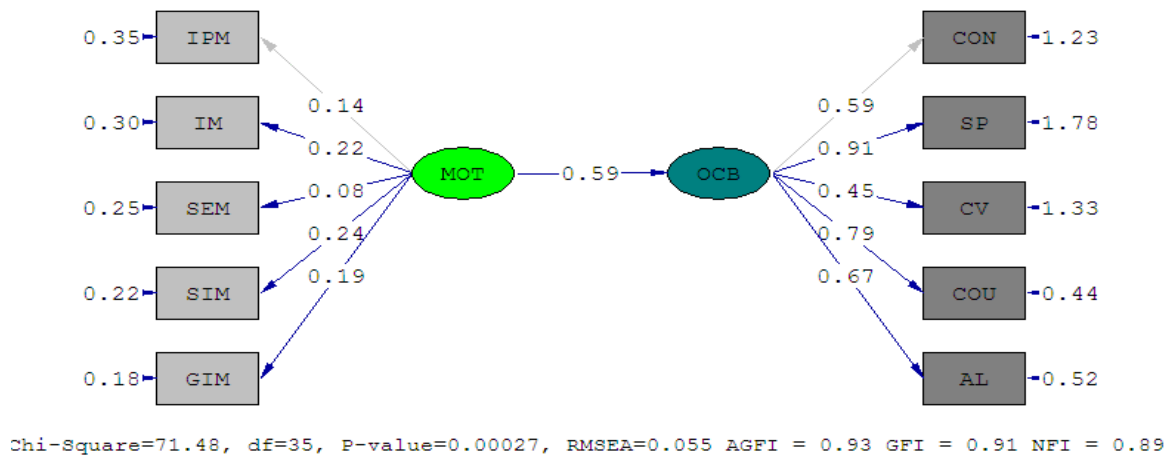 0.35 IPM CON 1.23
0.14 0.59
0.30 IM SP 1.78
0.22 0.91
MOT 0.59 OCB
0.08 0.45
0.25 SEM CV 1.33
0.24 0.79
0.19 0.67
0.22 SIM COU 0.44
0.18 GIM AL 0.52
Chi-Square=71.48, df=35, P-value=0.00027, RMSEA=0.055 AGFI = 0.93 GFI = 0.91 NFI = 0.89